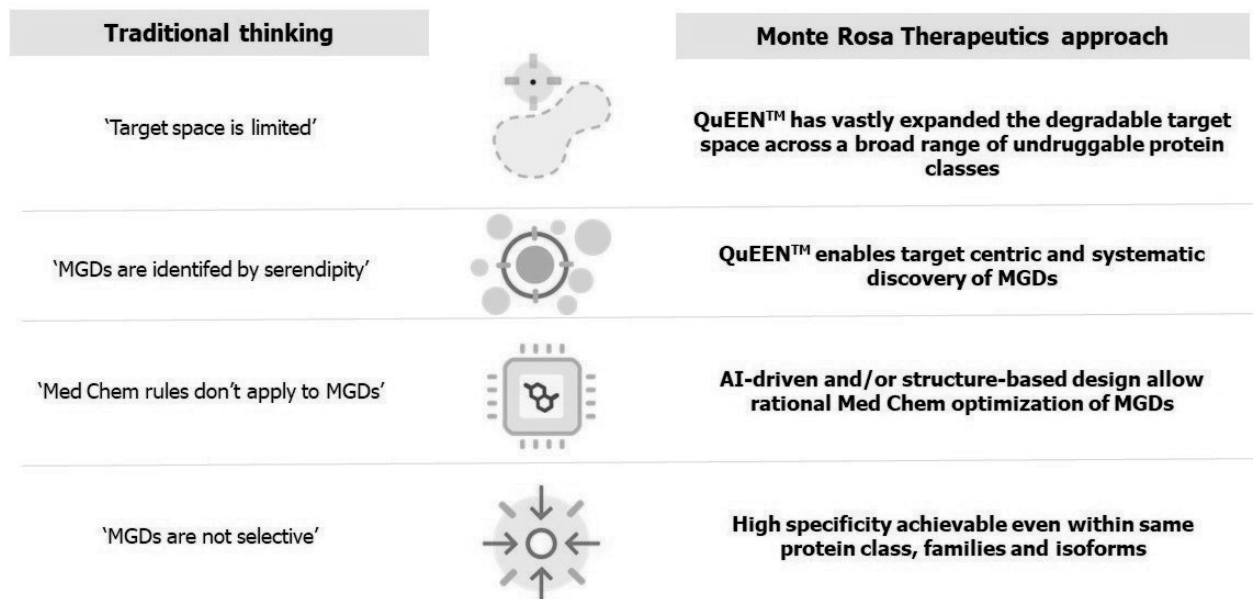 Traditional thinking
Monte Rosa Therapeutics approach
‘Target space is limited’
QuEEN™ has vastly expanded the degradable target
space across a broad range of undruggable protein
classes
‘MGDs are identifed by serendipity’
QuEEN™ enables target centric and systematic
discovery of MGDs
‘Med Chem rules don’t apply to MGDs’
AI-driven and/or structure-based design allow
rational Med Chem optimization of MGDs
‘MGDs are not selective’
High specificity achievable even within same
protein class, families and isoforms